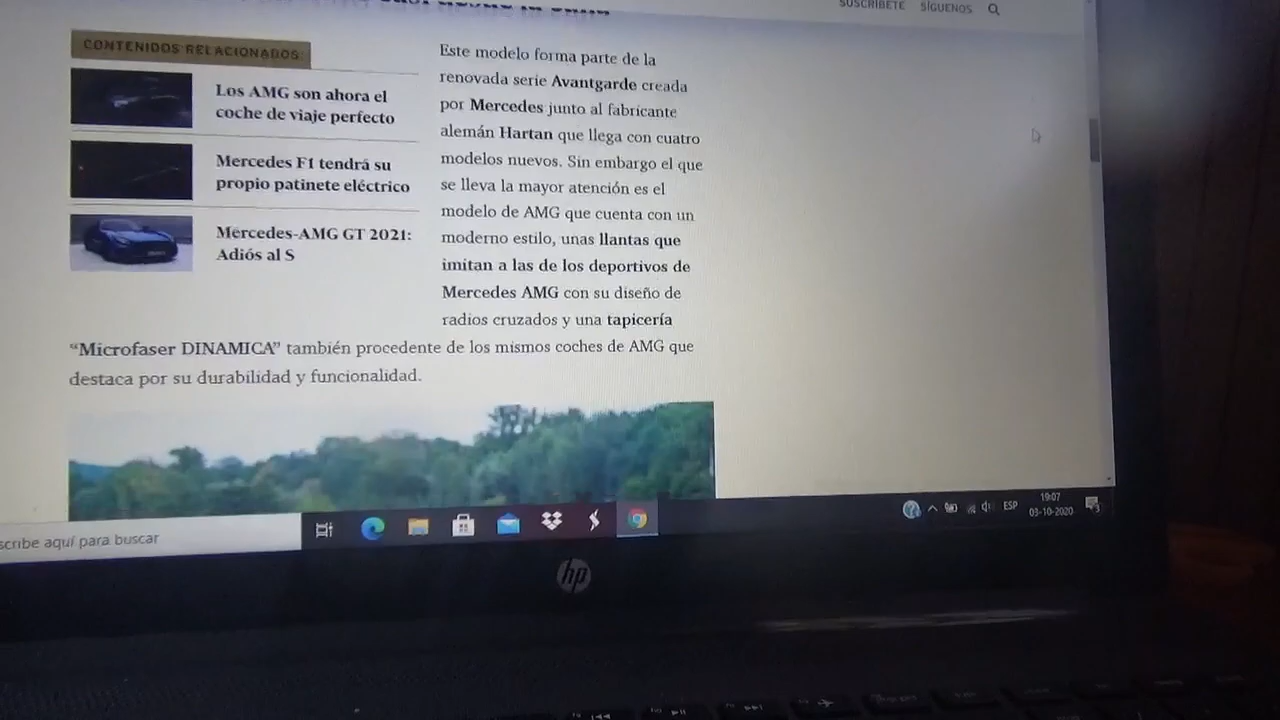 SUSCRÍBETE SÍGUENOS
CONTENIDOS RELACIONADOS:
Los AMG son ahora el
coche de viaje perfecto
Mercedes F1 tendrá su
propio patinete eléctrico
Mercedes-AMG GT 2021:
Adiós al S
Este modelo forma parte de la
renovada serie Avantgarde creada
por Mercedes junto al fabricante
alemán Hartan que llega con cuatro
modelos nuevos. Sin embargo el que
se lleva la mayor atención es el
modelo de AMG que cuenta con un
moderno estilo, unas llantas que
imitan a las de los deportivos de
Mercedes AMG con su diseño de
radios cruzados y una tapicería
“Microfaser DINAMICA” también procedente de los mismos coches de AMG que
destaca por su durabilidad y funcionalidad.
scribe aquí para buscar
ESP
19:07
03-10-2020
3
hp